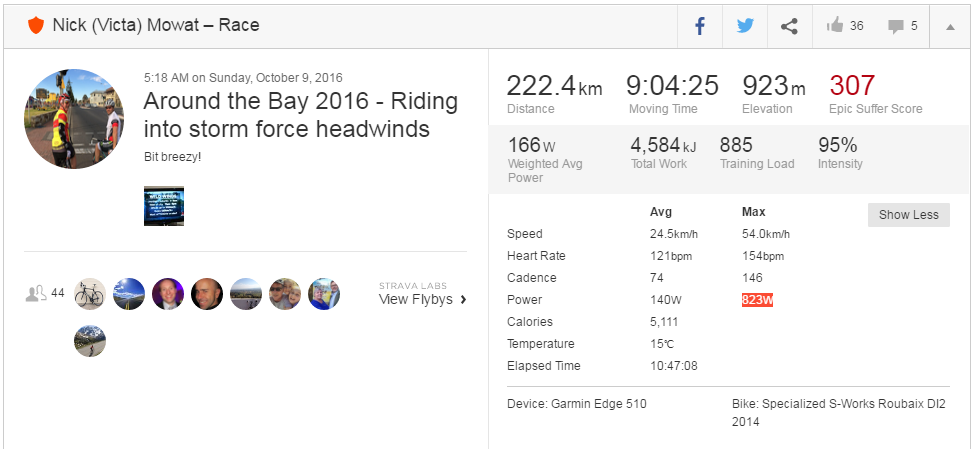 Nick (Victa) Mowat – Race
36
5
5:18 AM on Sunday, October 9, 2016
Around the Bay 2016 - Riding
into storm force headwinds
Bit breezy!
44
STRAVA LABS
View Flybys
222.4km 9:04:25 923m 307
Distance Moving Time Elevation Epic Suffer Score
166W 4,584kJ 885 95%
Weighted Avg Total Work Training Load Intensity
Power
Avg Max
Show Less
Speed 24.5km/h 54.0km/h
Heart Rate 121bpm 154bpm
Cadence 74 146
Power 140W 823W
Calories 5,111
Temperature 15℃
Elapsed Time 10:47:08
Device: Garmin Edge 510 Bike: Specialized S-Works Roubaix DI2
2014